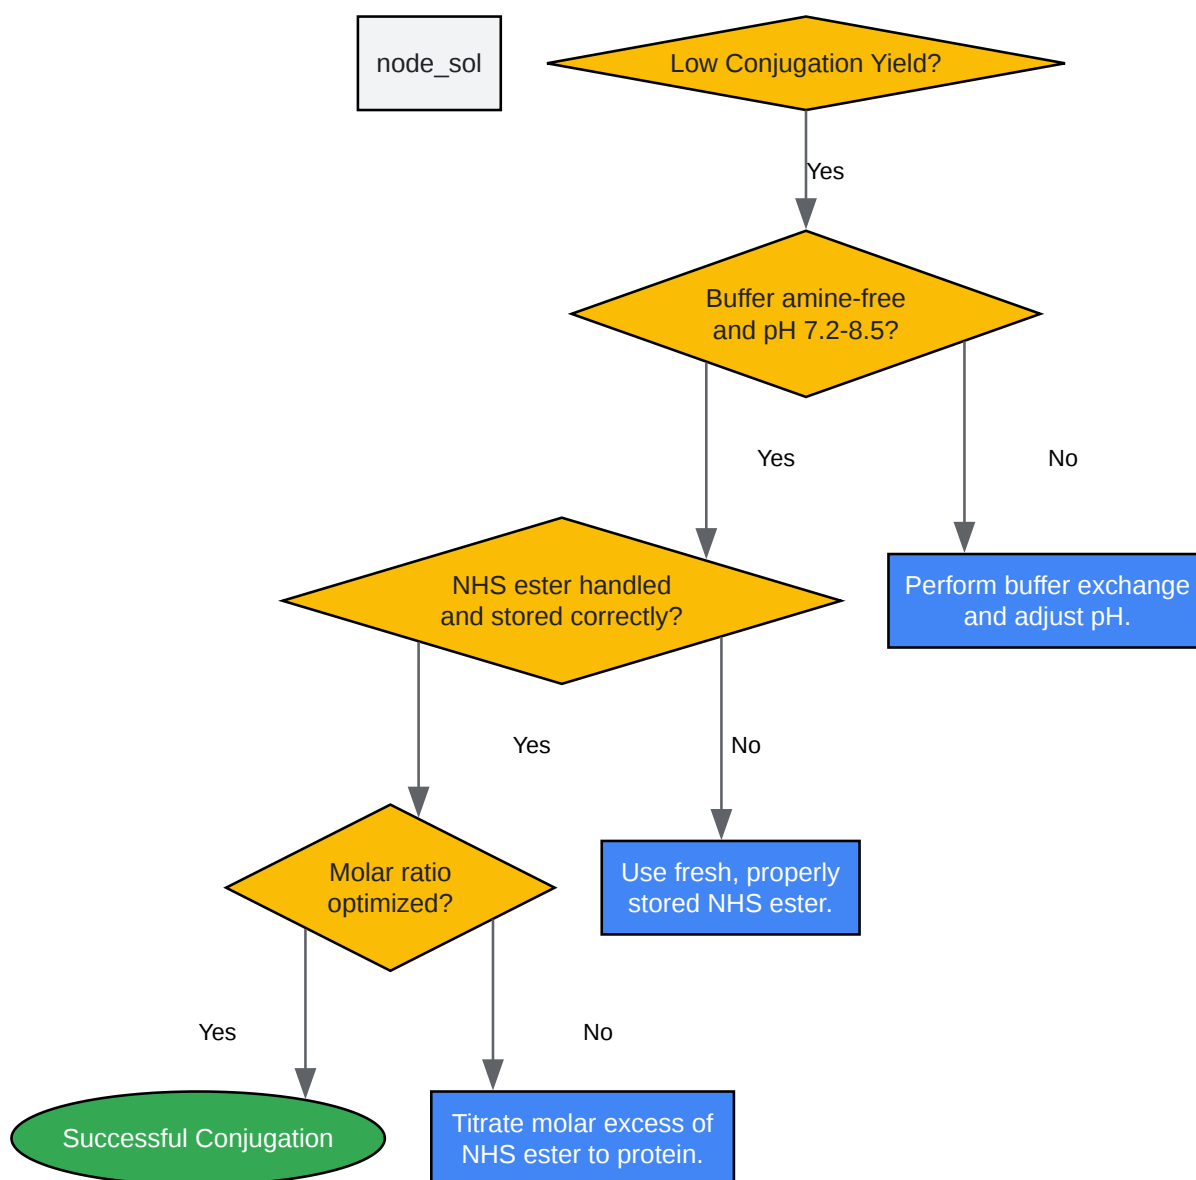 node_sol
Low Conjugation Yield?
Yes
Buffer amine-free
and pH 7.2-8.5?
Yes
No
NHS ester handled
and stored correctly?
Perform buffer exchange
and adjust pH.
Yes
No
Molar ratio
optimized?
Use fresh, properly
stored NHS ester.
Yes
No
Successful Conjugation
Titrate molar excess of
NHS ester to protein.